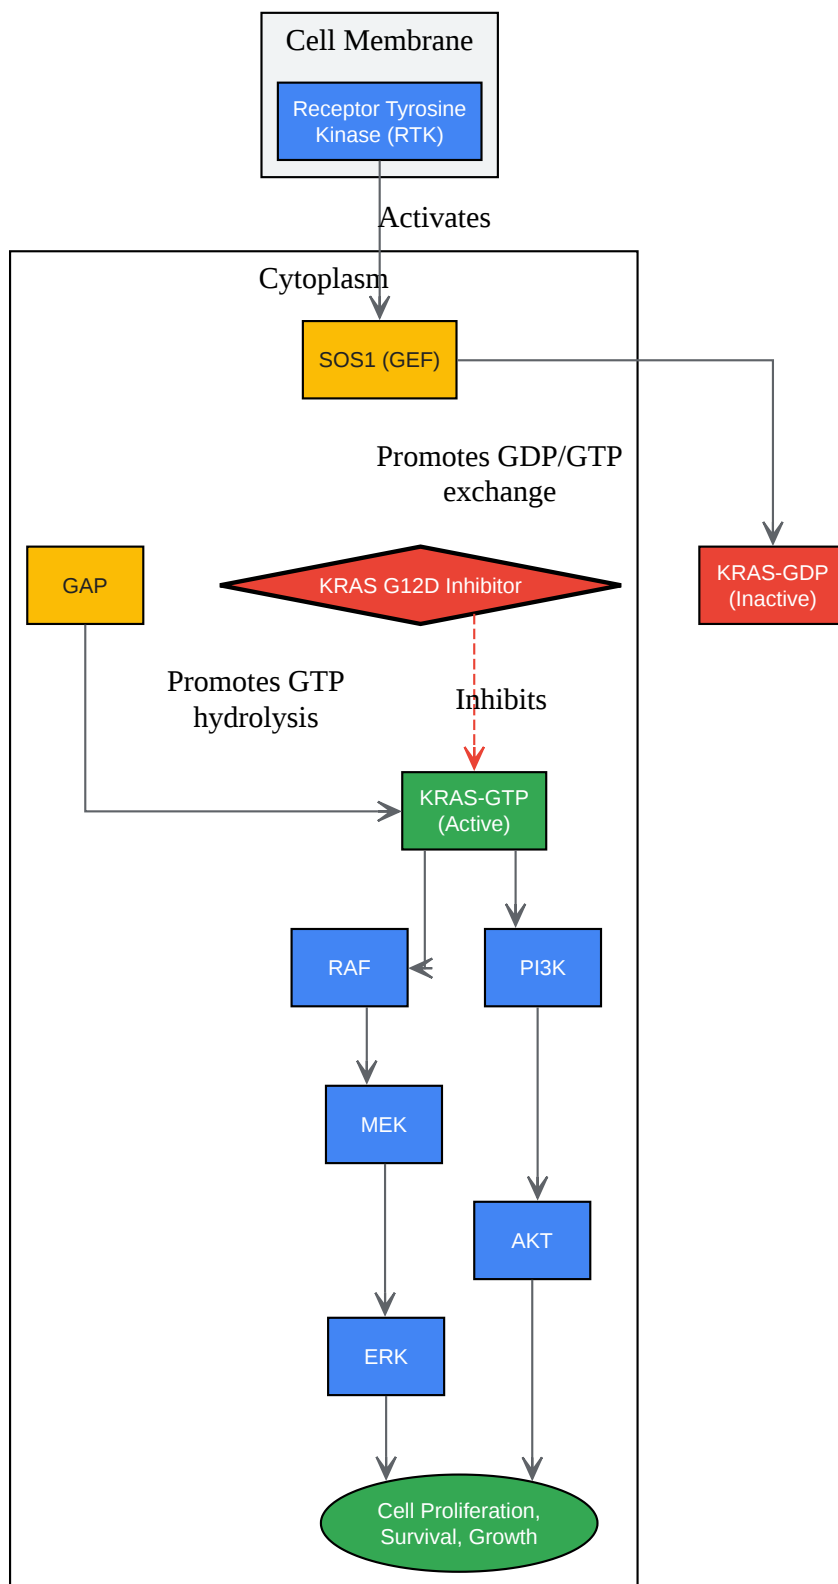 Cell Membrane
Receptor Tyrosine
Kinase (RTK)
Activates
Cytoplasm
SOS1 (GEF)
Promotes GDP/GTP
exchange
GAP
KRAS G12D Inhibitor
KRAS-GDP
(Inactive)
Promotes GTP
hydrolysis
Inhibits
KRAS-GTP
(Active)
RAF
PI3K
MEK
AKT
ERK
Cell Proliferation,
Survival, Growth